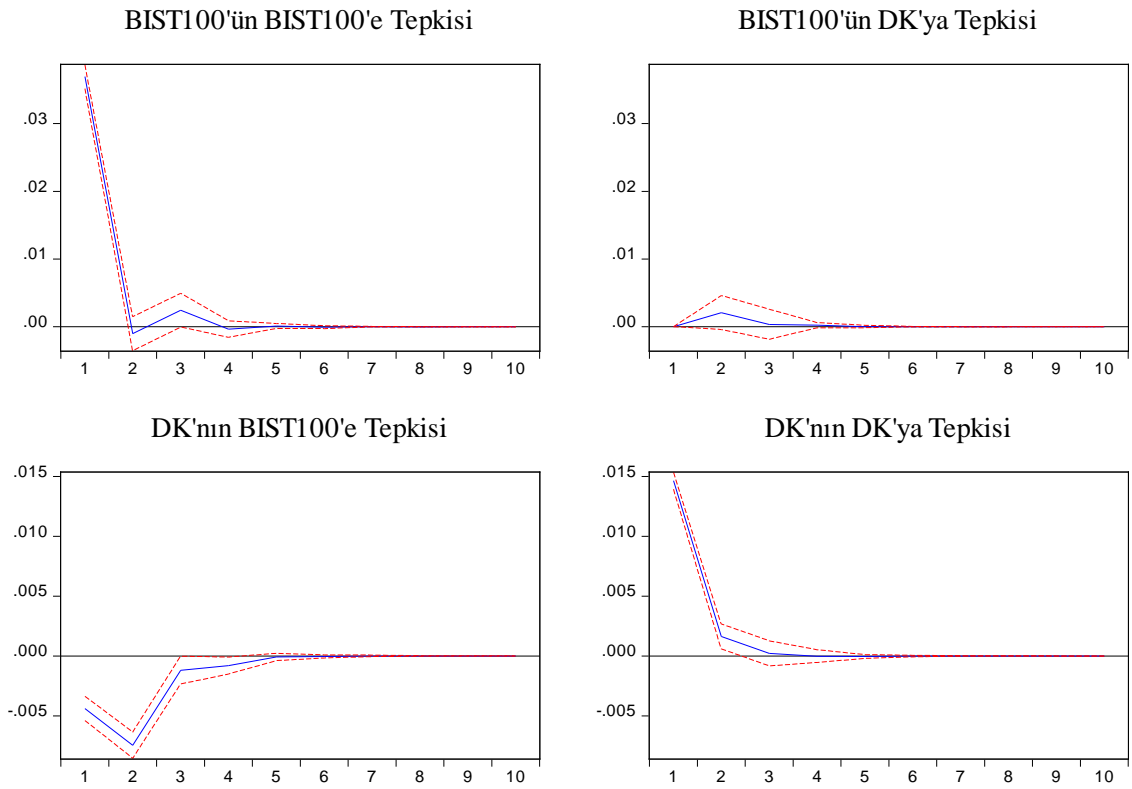 BIST100'ün BIST100'e Tepkisi
.03
.02
.01
.00
1 2 3 4 5 6 7 8 9 10
BIST100'ün DK'ya Tepkisi
.03
.02
.01
.00
1 2 3 4 5 6 7 8 9 10
DK'nın BIST100'e Tepkisi
.015
.010
.005
.000
-.005
1 2 3 4 5 6 7 8 9 10
DK'nın DK'ya Tepkisi
.015
.010
.005
.000
-.005
1 2 3 4 5 6 7 8 9 10